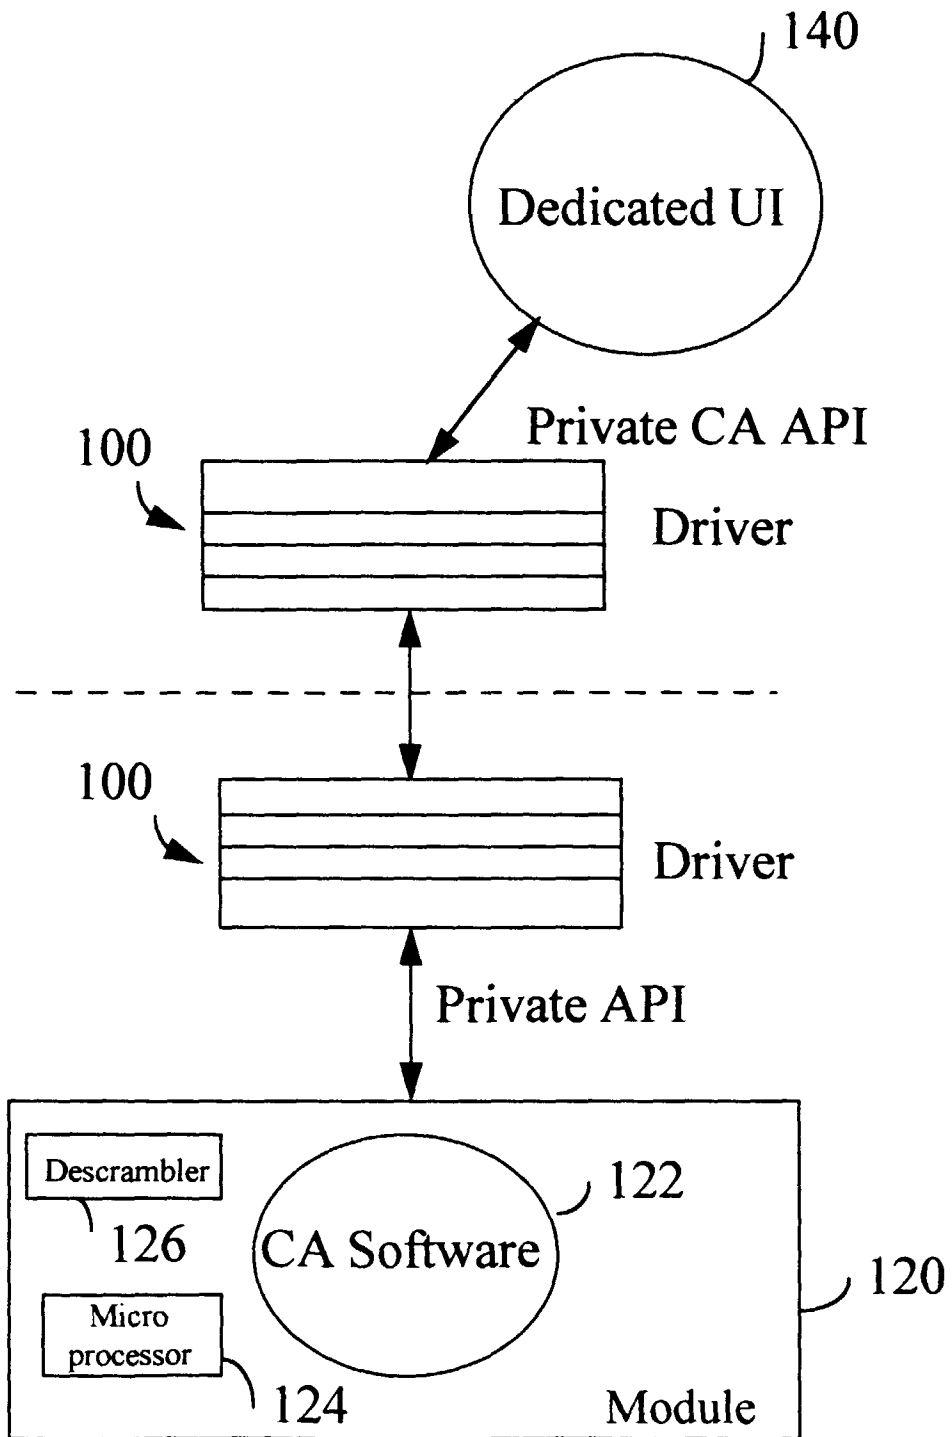 140
Dedicated UI
Private CA API
100
Driver
100
Driver
Private API
Descrambler
126
CA Software
122
120
Micro
processor
124
Module